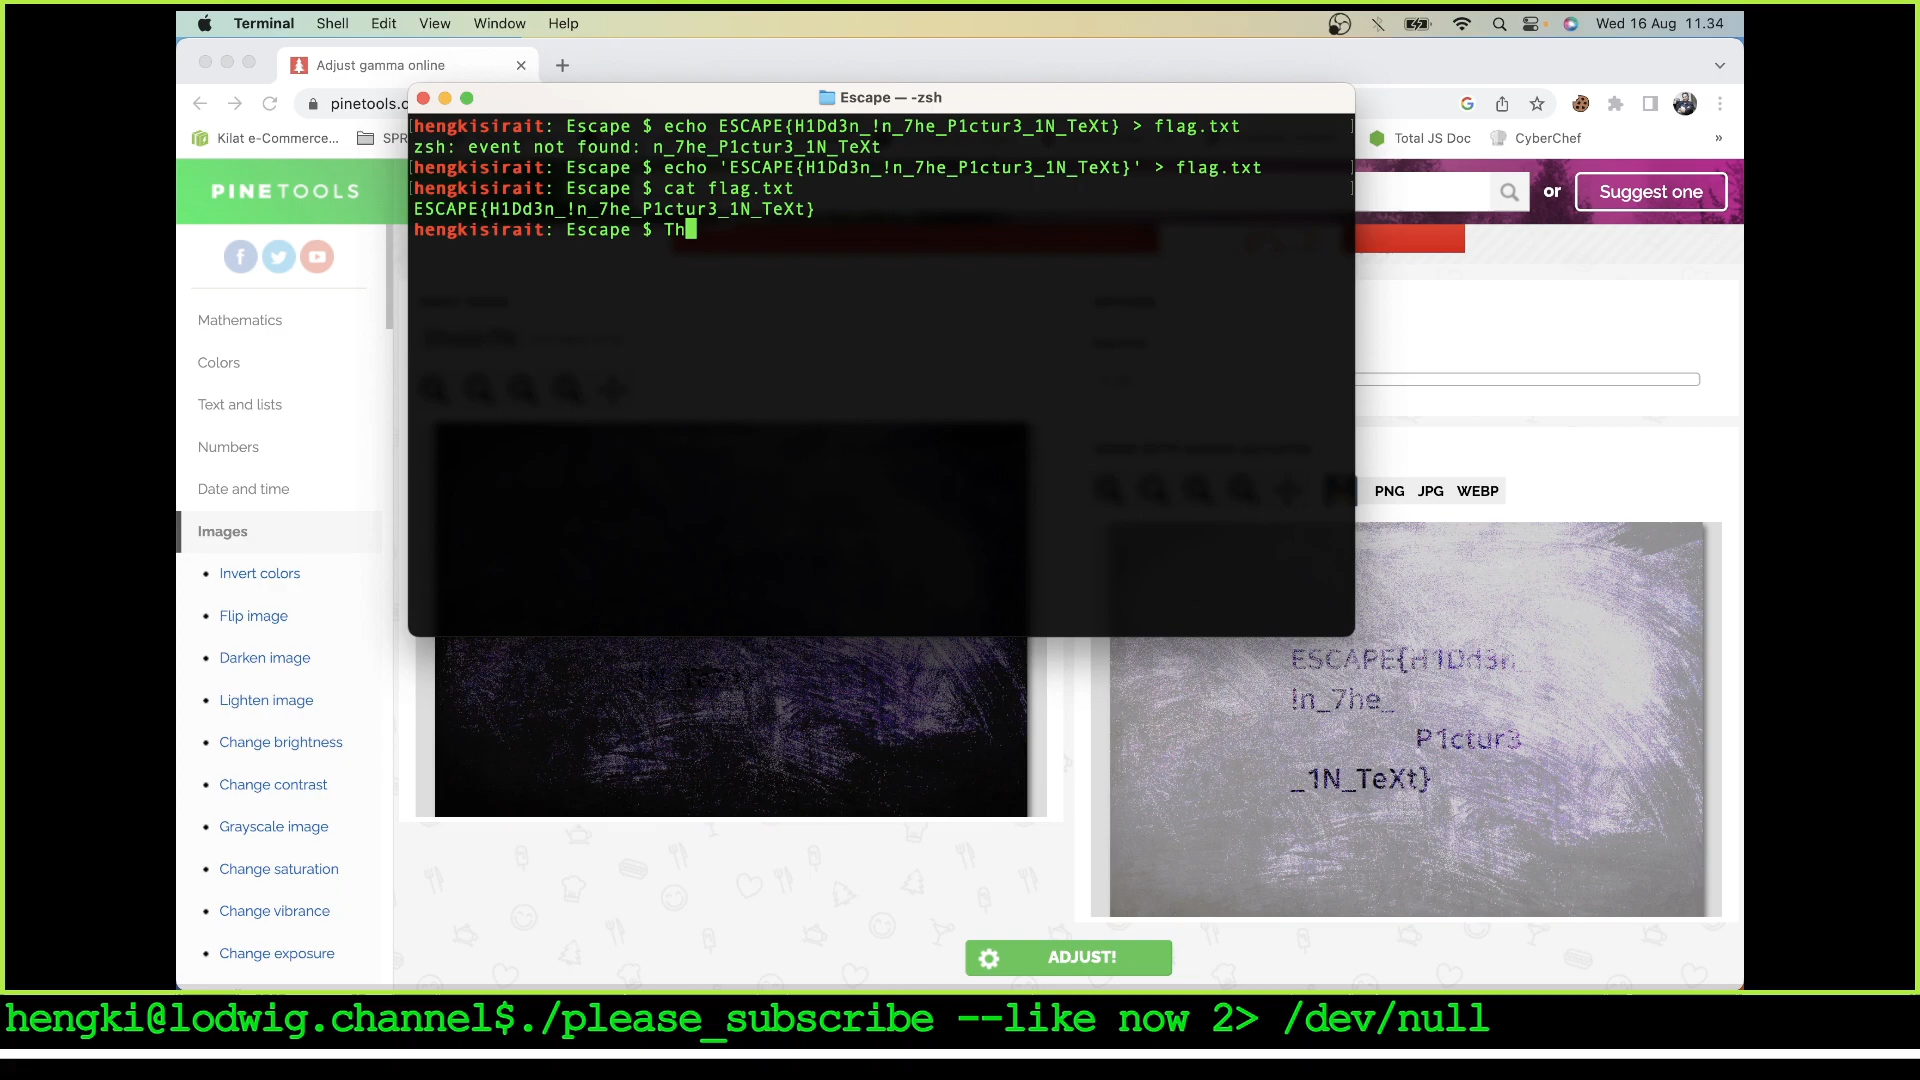 Terminal Shell Edit View Window Help Wed 16 Aug 11.34
Adjust gamma online
pinetools.c
Kilat e-Commerce... SPR Total JS Doc CyberChef »
Escape — -zsh
hengkisirait: Escape $ echo ESCAPE{H1Dd3n_!n_7he_P1ctur3_1N_TeXt} > flag.txt
zsh: event not found: n_7he_P1ctur3_1N_TeXt
hengkisirait: Escape $ echo 'ESCAPE{H1Dd3n_!n_7he_P1ctur3_1N_TeXt}' > flag.txt
hengkisirait: Escape $ cat flag.txt
ESCAPE{H1Dd3n_!n_7he_P1ctur3_1N_TeXt}
hengkisirait: Escape $ Th
PINETOOLS
or Suggest one
Mathematics
Colors
Text and lists
Numbers
Date and time
Images
Invert colors
Flip image
Darken image
Lighten image
Change brightness
Change contrast
Grayscale image
Change saturation
Change vibrance
Change exposure
PNG JPG WEBP
ESCAPE{H1Dd3n_
!n_7he_
P1ctur3
_1N_TeXt}
ADJUST!
hengki@lodwig.channel$./please_subscribe --like now 2> /dev/null